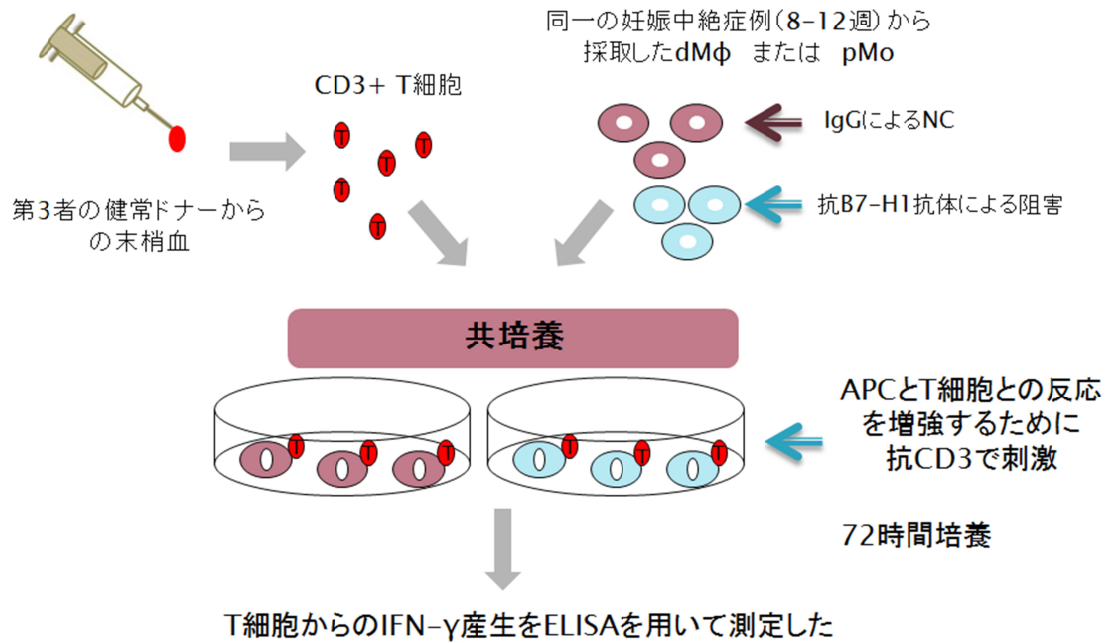 同一の妊娠中絶症例(8-12週)から
採取したdMφ または pMo
CD3+ T細胞
IgGによるNC
T
T
T
T
T
第3者の健常ドナーから
の末梢血
抗B7-H1抗体による阻害
共培養
APCとT細胞との反応
を増強するために
抗CD3で刺激
T
T
T
T
T
T
72時間培養
T細胞からのIFN-γ産生をELISAを用いて測定した